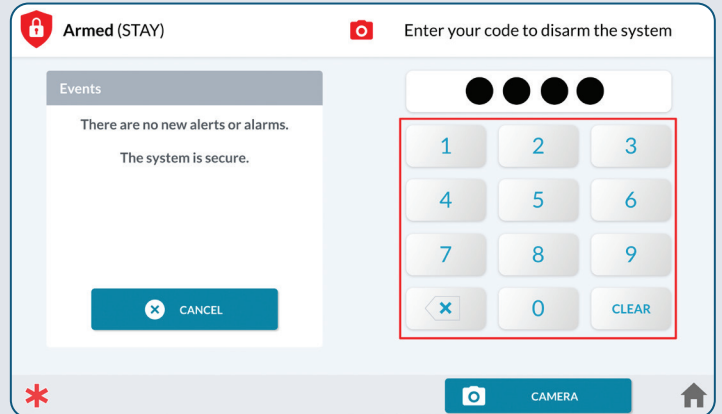 Armed (STAY)
Enter your code to disarm the system
Events
There are no new alerts or alarms.
The system is secure.
CANCEL
1 2 3
4 5 6
7 8 9
0 CLEAR
CAMERA